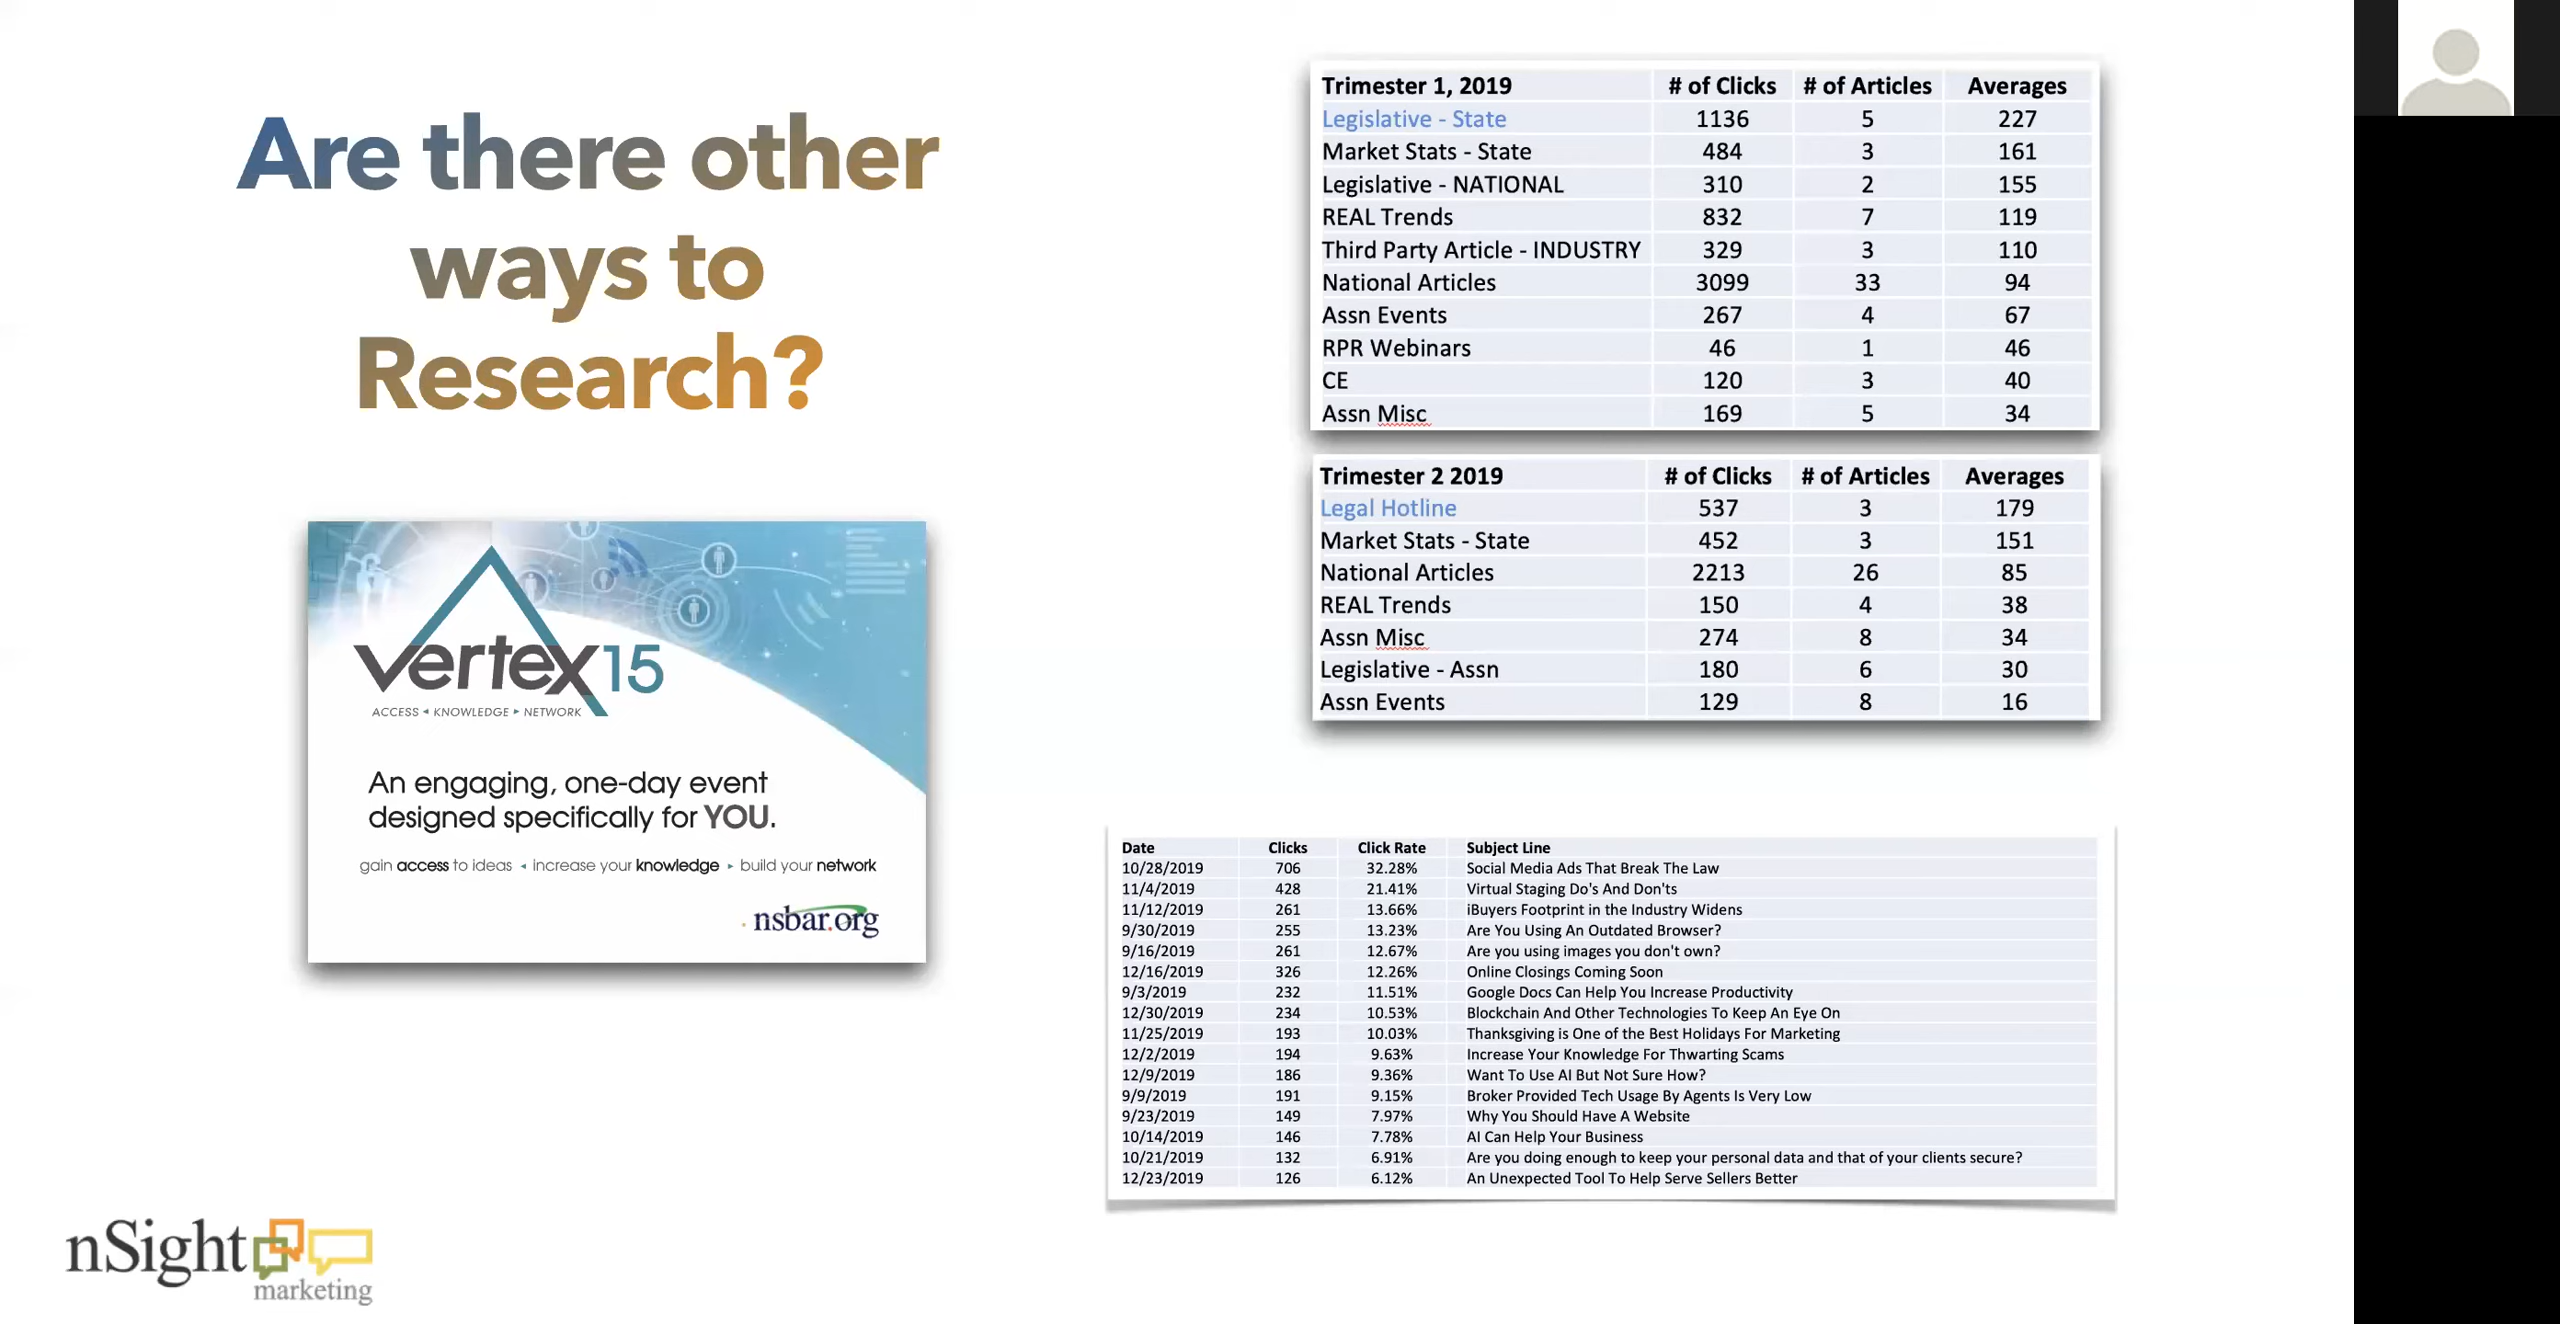 Are there other
ways to
Research?
vertex15
ACCESS ◂ KNOWLEDGE ▸ NETWORK
An engaging, one-day event
designed specifically for YOU.
gain access to ideas ◂ increase your knowledge ▸ build your network
nsbar.org
nSight
marketing
Trimester 1, 2019 # of Clicks # of Articles Averages
Legislative - State 1136 5 227
Market Stats - State 484 3 161
Legislative - NATIONAL 310 2 155
REAL Trends 832 7 119
Third Party Article - INDUSTRY 329 3 110
National Articles 3099 33 94
Assn Events 267 4 67
RPR Webinars 46 1 46
CE 120 3 40
Assn Misc 169 5 34
Trimester 2 2019 # of Clicks # of Articles Averages
Legal Hotline 537 3 179
Market Stats - State 452 3 151
National Articles 2213 26 85
REAL Trends 150 4 38
Assn Misc 274 8 34
Legislative - Assn 180 6 30
Assn Events 129 8 16
Date Clicks Click Rate Subject Line
10/28/2019 706 32.28% Social Media Ads That Break The Law
11/4/2019 428 21.41% Virtual Staging Do's And Don'ts
11/12/2019 261 13.66% iBuyers Footprint in the Industry Widens
9/30/2019 255 13.23% Are You Using An Outdated Browser?
9/16/2019 261 12.67% Are you using images you don't own?
12/16/2019 326 12.26% Online Closings Coming Soon
9/3/2019 232 11.51% Google Docs Can Help You Increase Productivity
12/30/2019 234 10.53% Blockchain And Other Technologies To Keep An Eye On
11/25/2019 193 10.03% Thanksgiving is One of the Best Holidays For Marketing
12/2/2019 194 9.63% Increase Your Knowledge For Thwarting Scams
12/9/2019 186 9.36% Want To Use AI But Not Sure How?
9/9/2019 191 9.15% Broker Provided Tech Usage By Agents Is Very Low
9/23/2019 149 7.97% Why You Should Have A Website
10/14/2019 146 7.78% AI Can Help Your Business
10/21/2019 132 6.91% Are you doing enough to keep your personal data and that of your clients secure?
12/23/2019 126 6.12% An Unexpected Tool To Help Serve Sellers Better